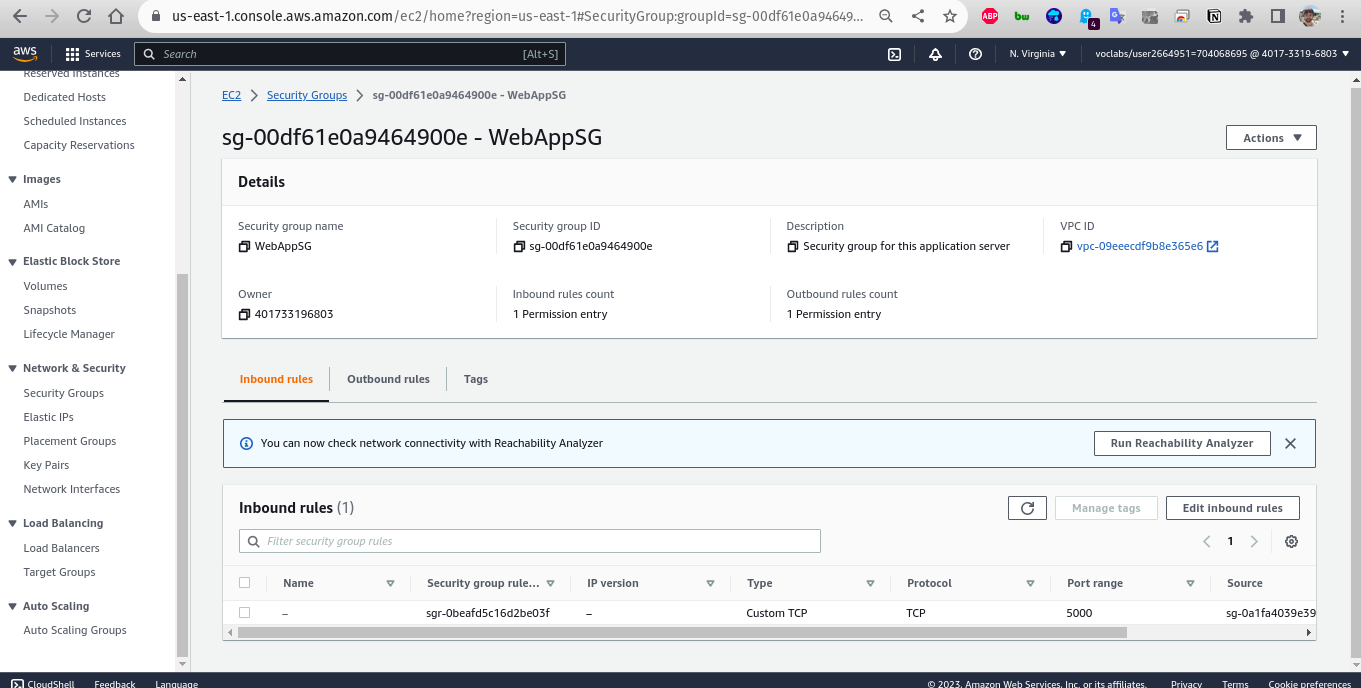 us-east-1.console.aws.amazon.com/ec2/home?region=us-east-1#SecurityGroup:groupId=sg-00df61e0a94649...
ABP
bw
4
aws
Services
Search
[Alt+S]
N. Virginia
voclabs/user2664951=704068695 @ 4017-3319-6803
Reserved Instances
Dedicated Hosts
Scheduled Instances
Capacity Reservations
Images
AMIs
AMI Catalog
Elastic Block Store
Volumes
Snapshots
Lifecycle Manager
Network & Security
Security Groups
Elastic IPs
Placement Groups
Key Pairs
Network Interfaces
Load Balancing
Load Balancers
Target Groups
Auto Scaling
Auto Scaling Groups
EC2 > Security Groups > sg-00df61e0a9464900e - WebAppSG
sg-00df61e0a9464900e - WebAppSG
Actions
Details
Security group name
WebAppSG
Security group ID
sg-00df61e0a9464900e
Description
Security group for this application server
VPC ID
vpc-09eeecdf9b8e365e6
Owner
401733196803
Inbound rules count
1 Permission entry
Outbound rules count
1 Permission entry
Inbound rules
Outbound rules
Tags
You can now check network connectivity with Reachability Analyzer
Run Reachability Analyzer
Inbound rules (1)
Manage tags
Edit inbound rules
Filter security group rules
1
Name Security group rule... IP version Type Protocol Port range Source
– sgr-0beafd5c16d2be03f – Custom TCP TCP 5000 sg-0a1fa4039e39
CloudShell
Feedback
Language
© 2023, Amazon Web Services, Inc. or its affiliates.
Privacy
Terms
Cookie preferences